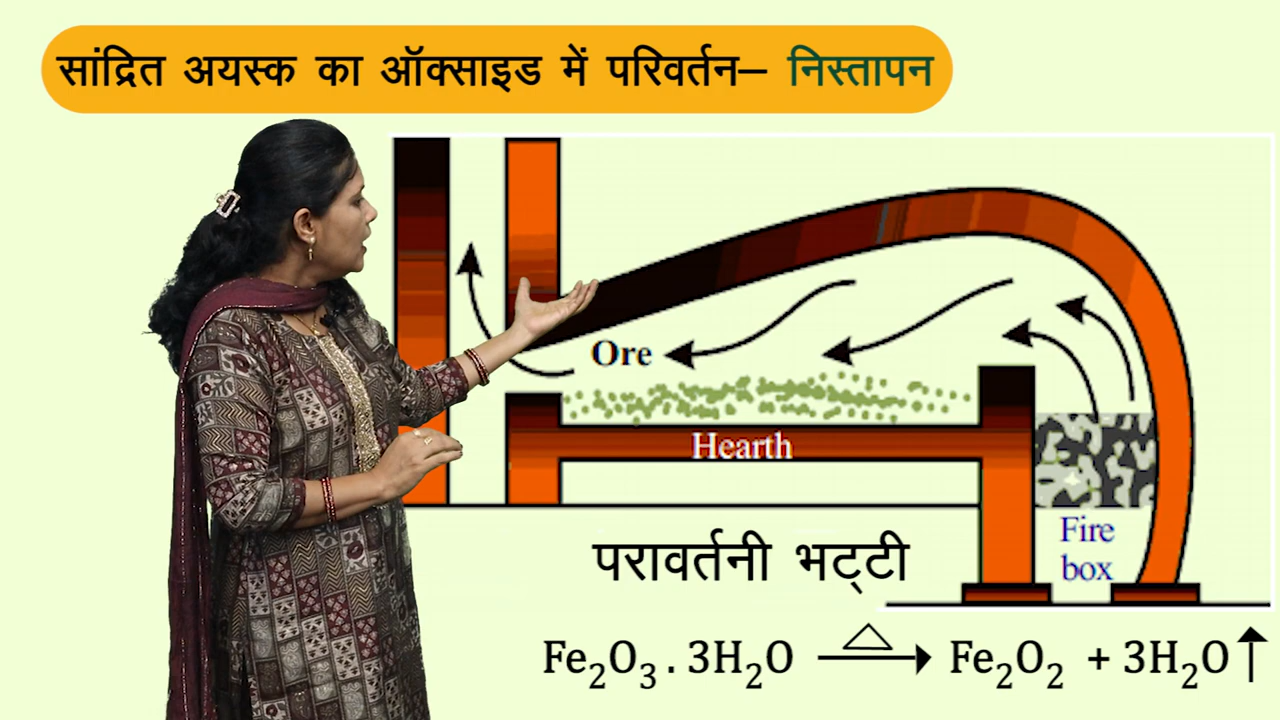 सांद्रित अयस्क का ऑक्साइड में परिवर्तन– निस्तापन
Ore
Hearth
Fire
box
परावर्तनी भट्‌टी
Fe₂O₃ . 3H₂O △→ Fe₂O₂ + 3H₂O↑